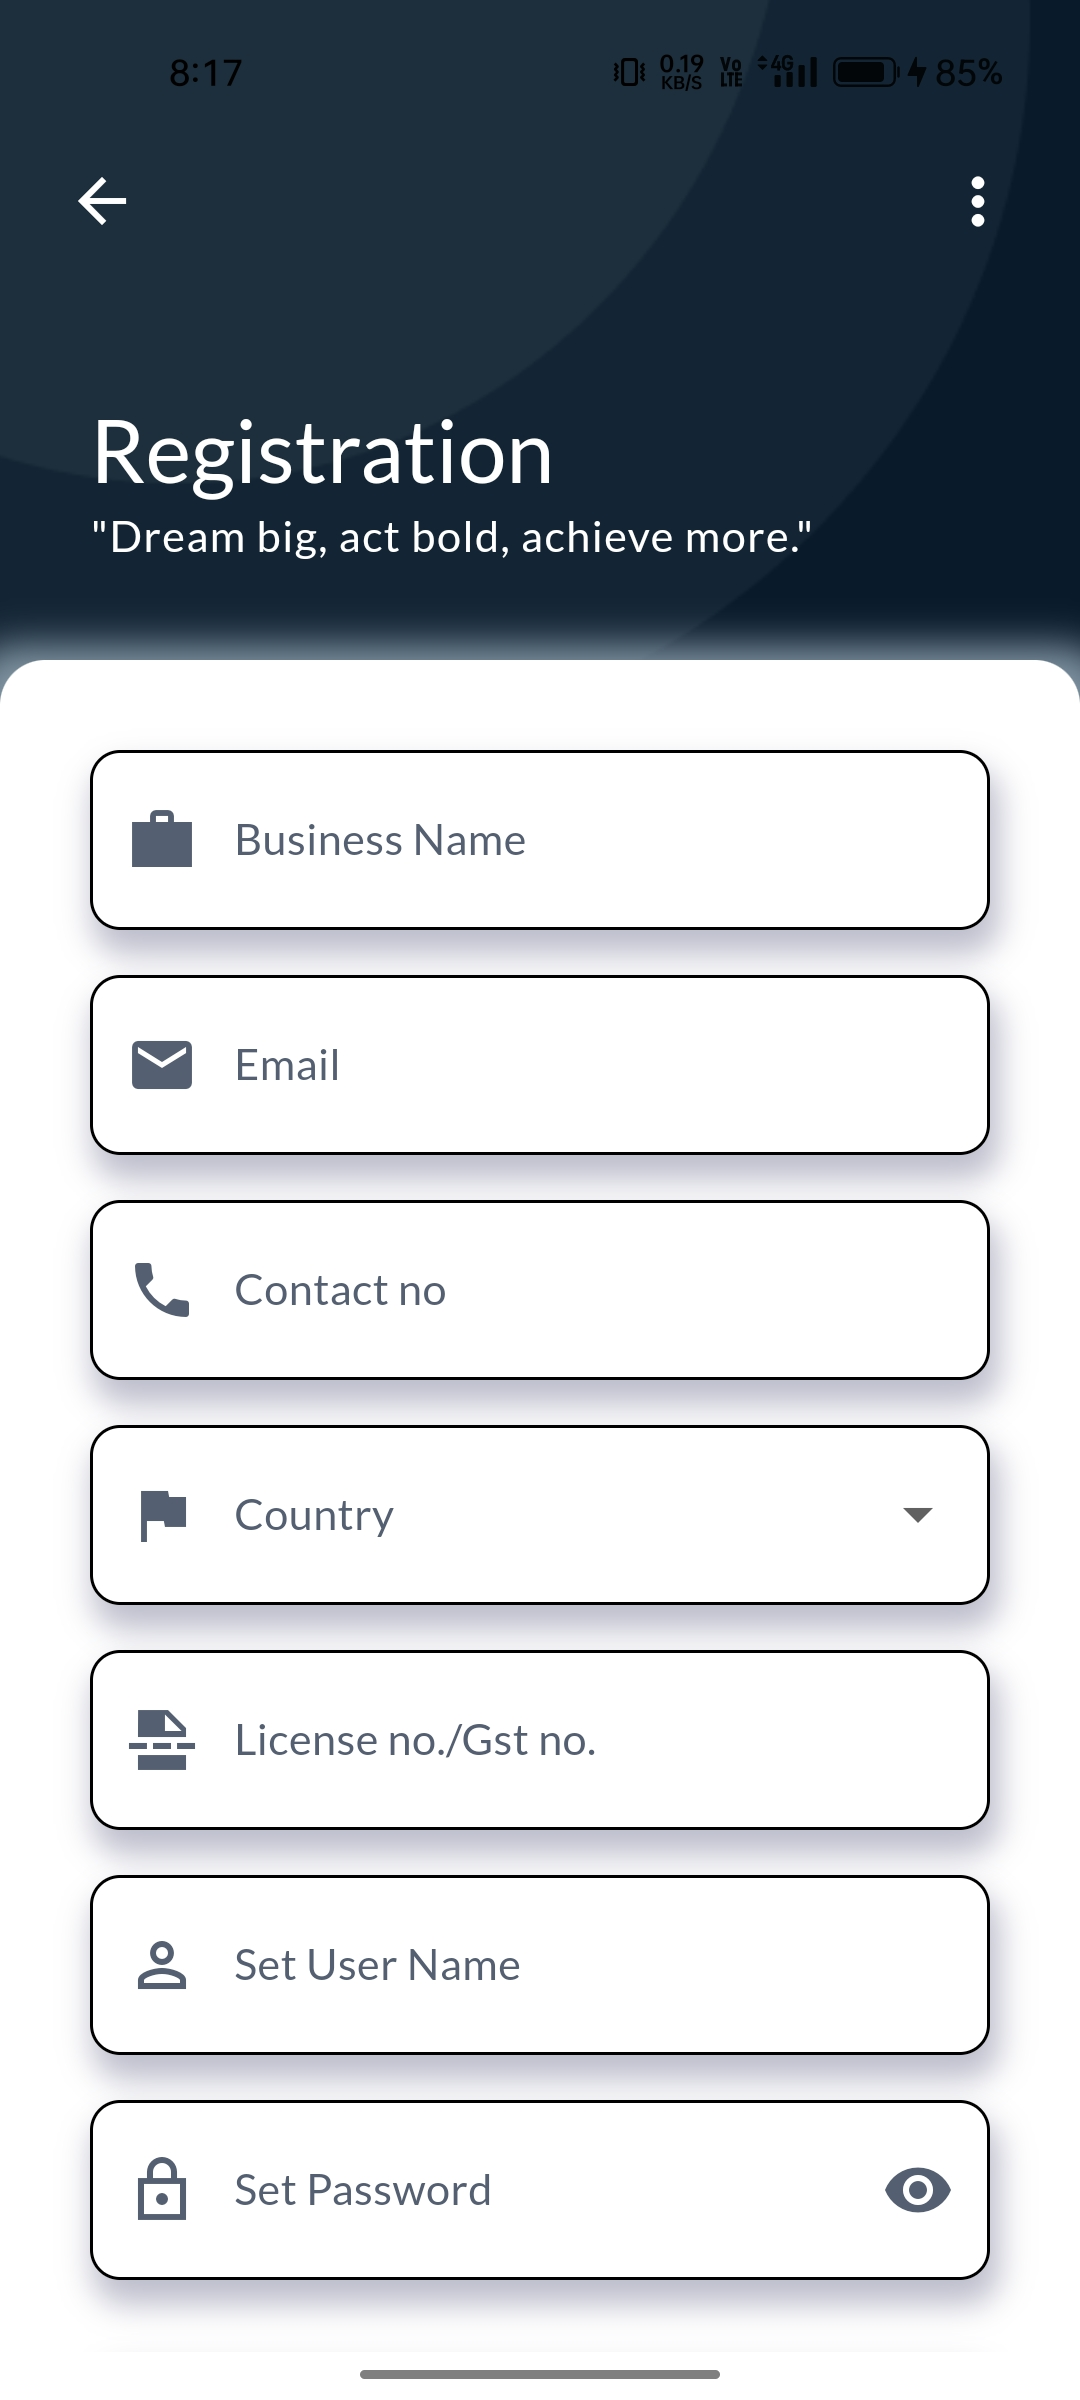 8:17
0.19
KB/S
Vo
LTE
4G
85%
Registration
"Dream big, act bold, achieve more."
Business Name
Email
Contact no
Country
License no./Gst no.
Set User Name
Set Password